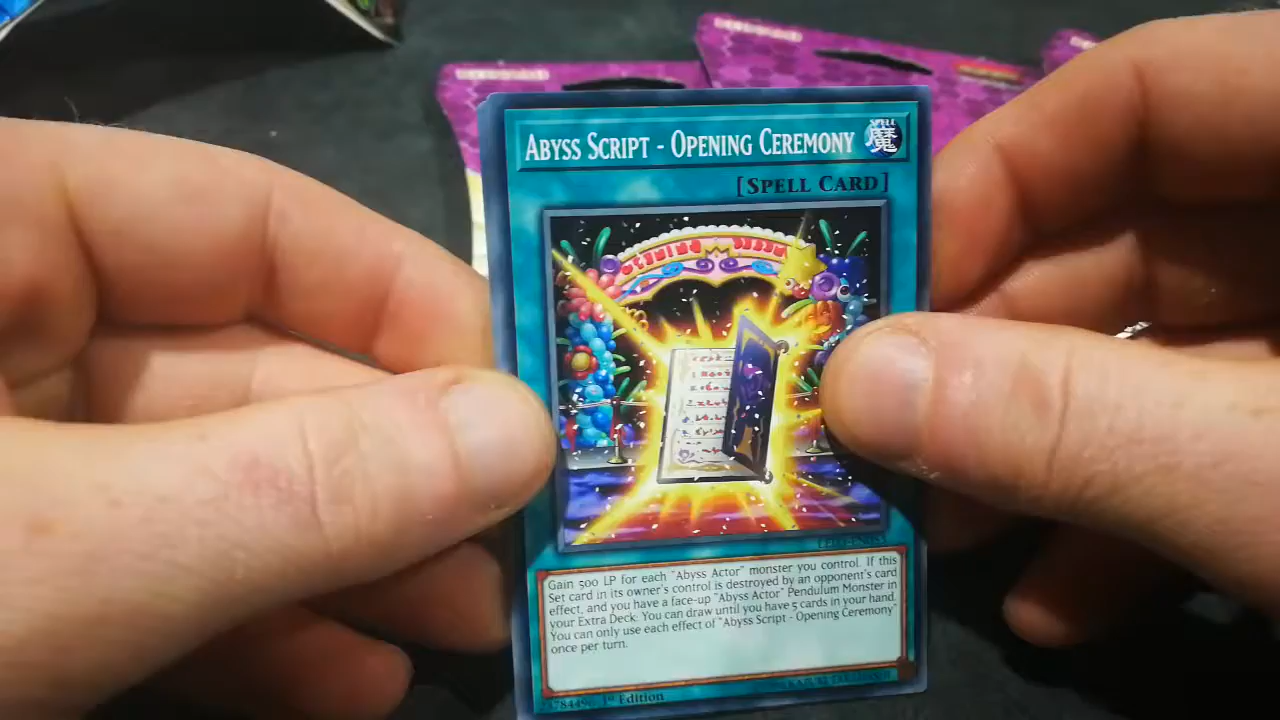 ABYSS SCRIPT - OPENING CEREMONY
SPELL
魔
[SPELL CARD]
Gain 500 LP for each "Abyss Actor" monster you control. If this
Set card in its owner's control is destroyed by an opponent's card
effect, and you have a face-up "Abyss Actor" Pendulum Monster in
your Extra Deck: You can draw until you have 5 cards in your hand.
You can only use each effect of "Abyss Script - Opening Ceremony"
once per turn.
1st Edition